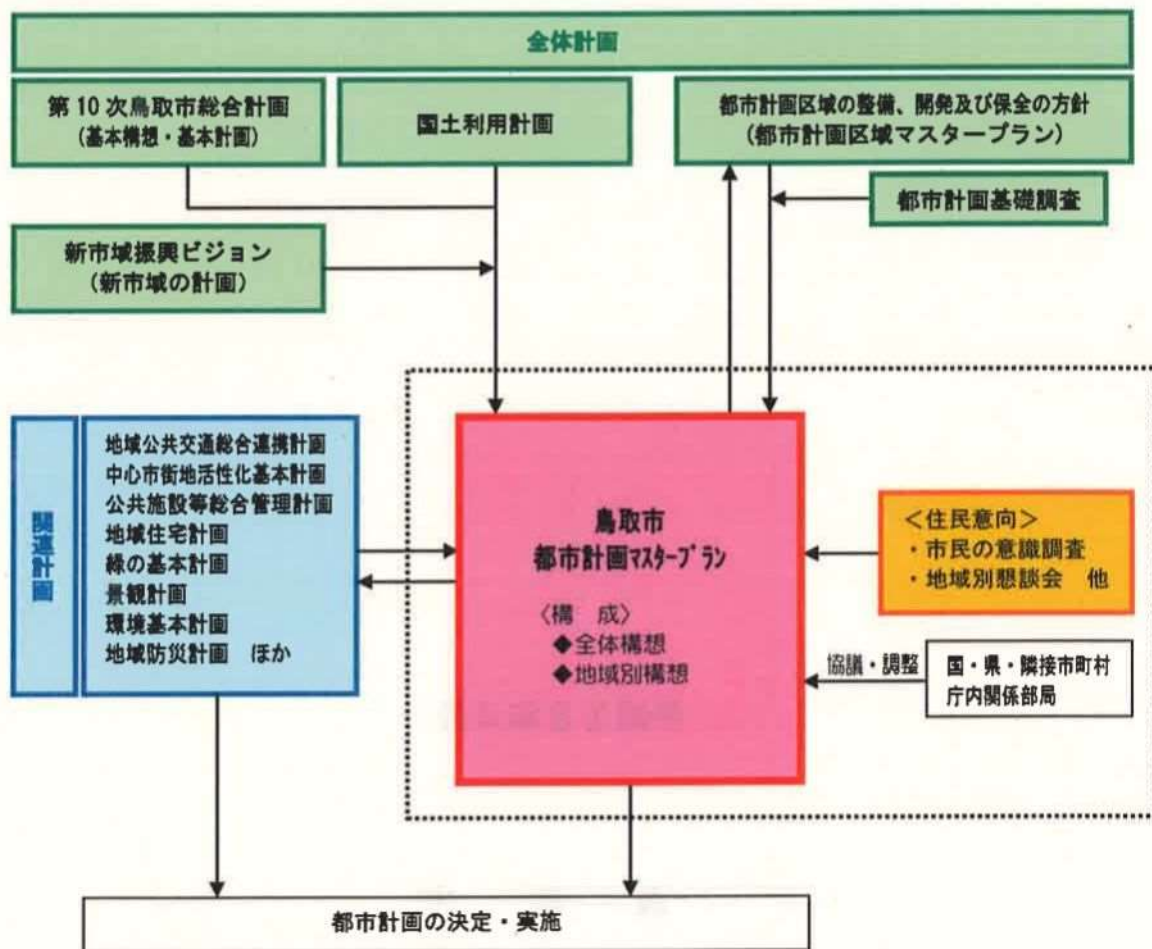 全体計画
第10次鳥取市総合計画
(基本構想・基本計画)
国土利用計画
都市計画区域の整備、開発及び保全の方針
(都市計画区域マスタープラン)
都市計画基礎調査
新市域振興ビジョン
(新市域の計画)
関連計画
地域公共交通総合連携計画
中心市街地活性化基本計画
公共施設等総合管理計画
地域住宅計画
緑の基本計画
景観計画
環境基本計画
地域防災計画 ほか
鳥取市
都市計画マスタープラン
〈構 成〉
◆全体構想
◆地域別構想
<住民意向>
・市民の意識調査
・地域別懇談会 他
協議・調整
国・県・隣接市町村
庁内関係部局
都市計画の決定・実施